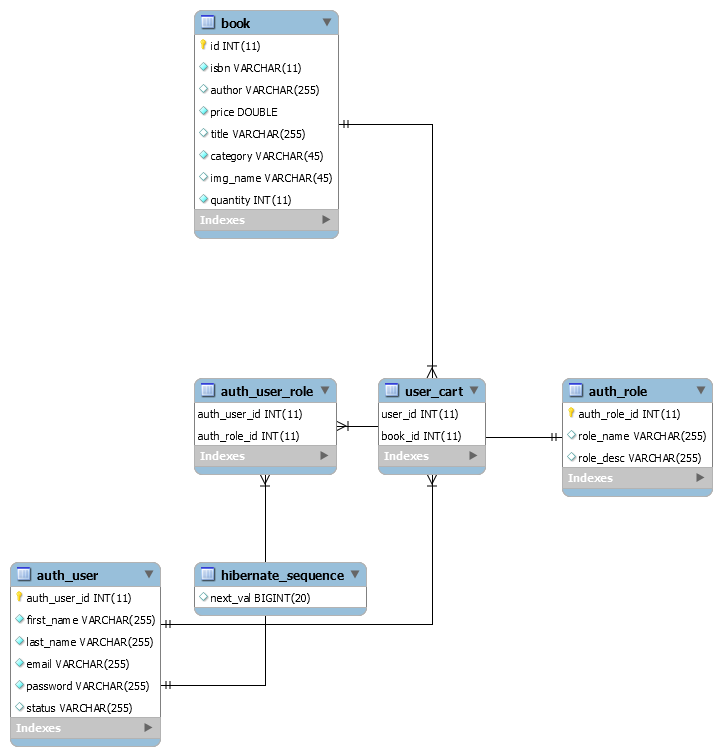 book
id INT(11)
isbn VARCHAR(11)
author VARCHAR(255)
price DOUBLE
title VARCHAR(255)
category VARCHAR(45)
img_name VARCHAR(45)
quantity INT(11)
Indexes
auth_user_role
auth_user_id INT(11)
auth_role_id INT(11)
Indexes
user_cart
user_id INT(11)
book_id INT(11)
Indexes
auth_role
auth_role_id INT(11)
role_name VARCHAR(255)
role_desc VARCHAR(255)
Indexes
auth_user
auth_user_id INT(11)
first_name VARCHAR(255)
last_name VARCHAR(255)
email VARCHAR(255)
password VARCHAR(255)
status VARCHAR(255)
Indexes
hibernate_sequence
next_val BIGINT(20)